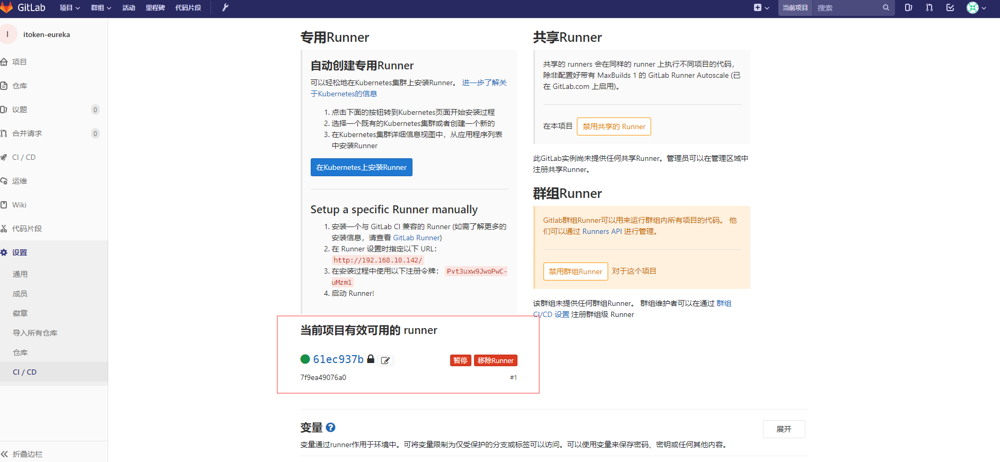 GitLab 项目 群组 活动 里程碑 代码片段 当前项目 搜索
I itoken-eureka
项目
仓库
议题 0
合并请求 0
CI / CD
运维
Wiki
代码片段
设置
通用
成员
徽章
导入所有仓库
仓库
CI / CD
折叠边栏
专用Runner
自动创建专用Runner
可以轻松地在Kubernetes集群上安装Runner。 进一步了解关
于Kubernetes的信息
1. 点击下面的按钮转到Kubernetes页面开始安装过程
2. 选择一个既有的Kubernetes集群或者创建一个新的
3. 在Kubernetes集群详细信息视图中，从应用程序列表
中安装Runner
在Kubernetes上安装Runner
Setup a specific Runner manually
1. 安装一个与 GitLab CI 兼容的 Runner (如需了解更多的
安装信息，请查看 GitLab Runner)
2. 在 Runner 设置时指定以下 URL：
http://192.168.10.142/
3. 在安装过程中使用以下注册令牌： Pvt3uxw9JwoPwC-
uMzml
4. 启动 Runner!
当前项目有效可用的 runner
61ec937b 暂停 移除Runner
7f9ea49076a0 #1
共享Runner
共享的 runners 会在同样的 runner 上执行不同项目的代码，
除非配置好带有 MaxBuilds 1 的 GitLab Runner Autoscale (已
在 GitLab.com 上启用)。
在本项目 禁用共享的 Runner
此GitLab实例尚未提供任何共享Runner。管理员可以在管理区域中
注册共享Runner。
群组Runner
Gitlab群组Runner可以用来运行群组内所有项目的代码。 他
们可以通过 Runners API 进行管理。
禁用群组Runner 对于这个项目
该群组未提供任何群组Runner。 群组维护者可以在通过 群组
CI/CD 设置 注册群组级 Runner
变量 ? 展开
变量通过runner作用于环境中。可将变量限制为仅受保护的分支或标签可以访问。可以使用变量来保存密码、密钥或任何其他内容。